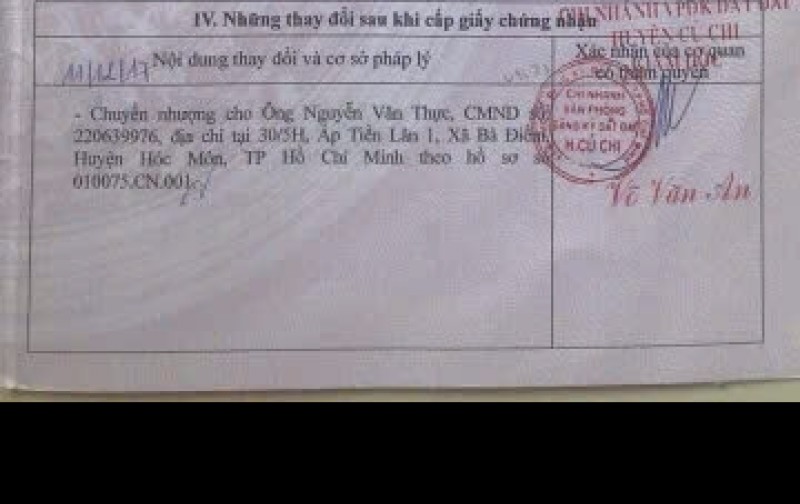 IV. Những thay đổi sau khi cấp giấy chứng nhận
CHI NHÁNH VPĐK ĐẤT ĐAI
HUYỆN CỦ CHI
11/12/17 Nội dung thay đổi và cơ sở pháp lý
Xác nhận của cơ quan
có thẩm quyền
- Chuyển nhượng cho Ông Nguyễn Văn Thực, CMND số
220639976, địa chỉ tại 30/5H, Ấp Tiền Lân 1, Xã Bà Điểm,
Huyện Hóc Môn, TP Hồ Chí Minh theo hồ sơ số
010075.CN.001
CHI NHÁNH
VĂN PHÒNG
ĐĂNG KÝ ĐẤT ĐAI
H.CỦ CHI
Võ Văn An